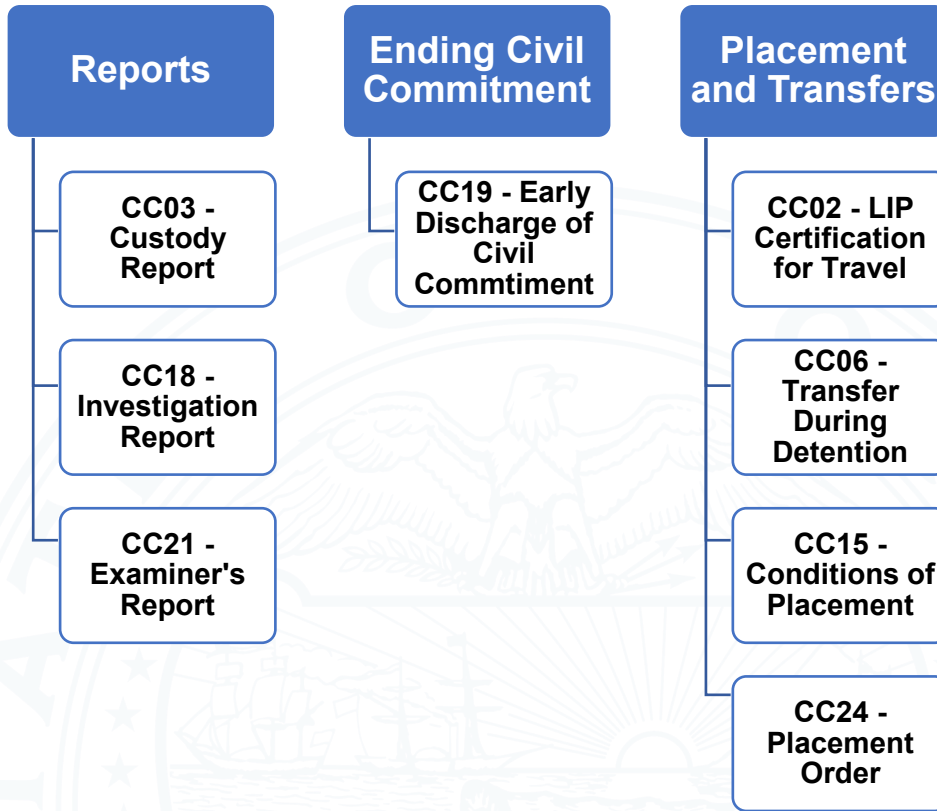 Reports
CC03 -
Custody
Report
CC18 -
Investigation
Report
CC21 -
Examiner's
Report
Ending Civil
Commitment
CC19 - Early
Discharge of
Civil
Commtiment
Placement
and Transfers
CC02 - LIP
Certification
for Travel
CC06 -
Transfer
During
Detention
CC15 -
Conditions of
Placement
CC24 -
Placement
Order